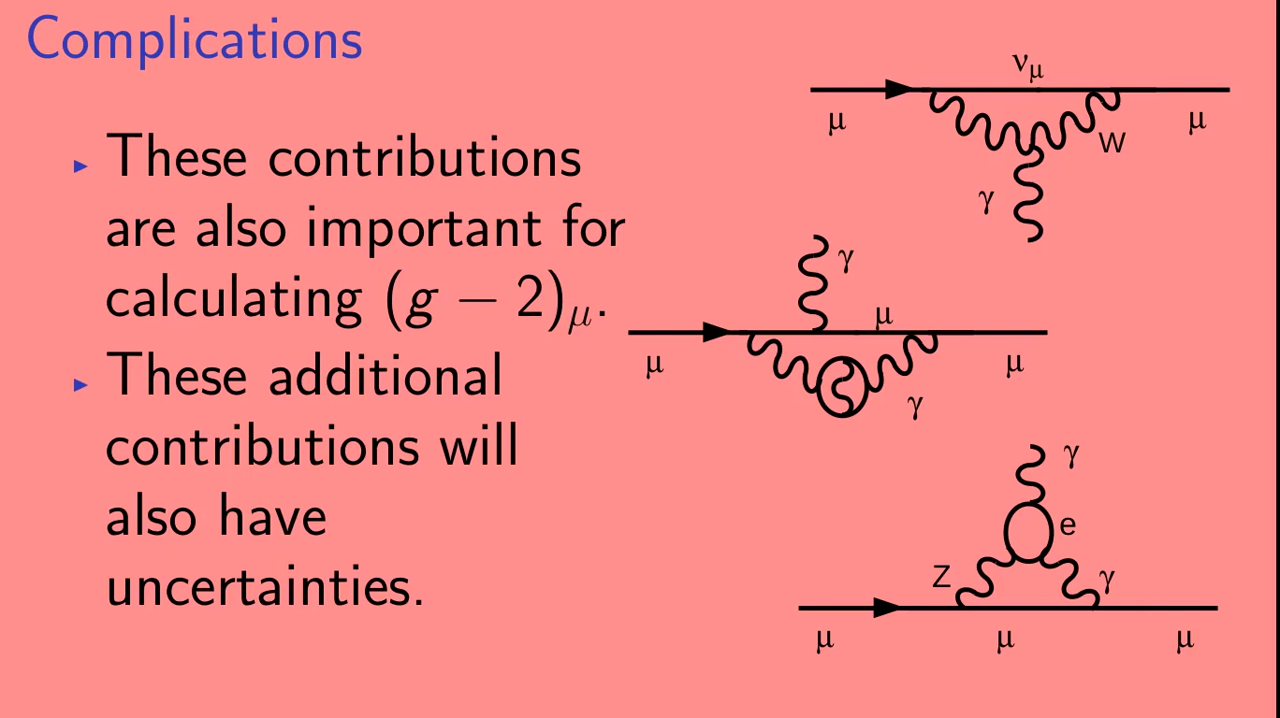 Complications
▸ These contributions
are also important for
calculating (g − 2)μ.
▸ These additional
contributions will
also have
uncertainties.
νμ
μ
μ
W
γ
γ
μ
μ
μ
γ
γ
e
Z
γ
μ
μ
μ